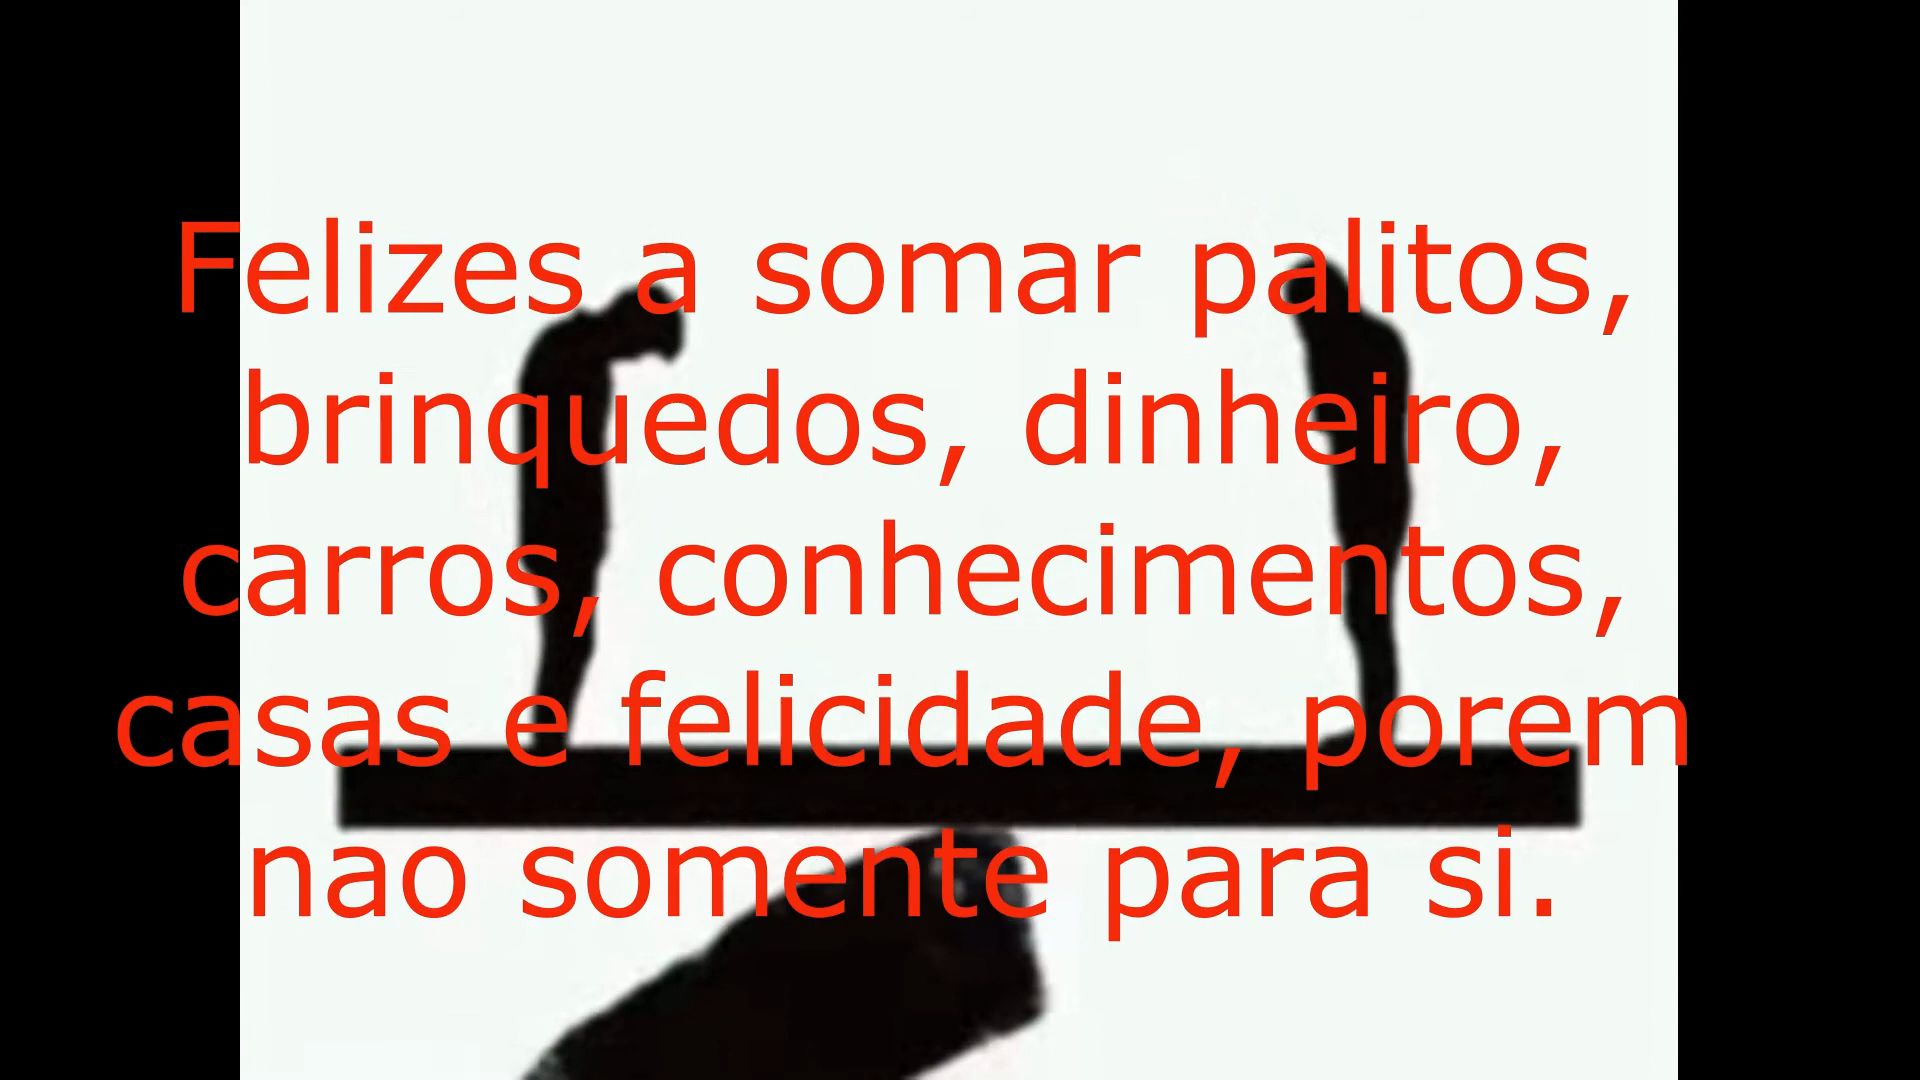 Felizes a somar palitos,
brinquedos, dinheiro,
carros, conhecimentos,
casas e felicidade, porem
nao somente para si.